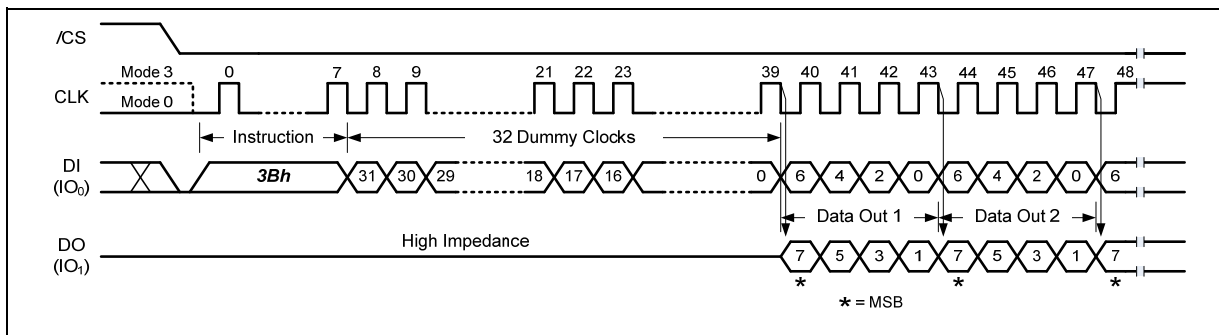 /CS
Mode 3 0 7 8 9 21 22 23 39 40 41 42 43 44 45 46 47 48
CLK
Mode 0
Instruction 32 Dummy Clocks
DI
(IO₀)
3Bh 31 30 29 18 17 16 0 6 4 2 0 6 4 2 0 6
Data Out 1 Data Out 2
High Impedance
DO
(IO₁)
7 5 3 1 7 5 3 1 7
* * *
* = MSB